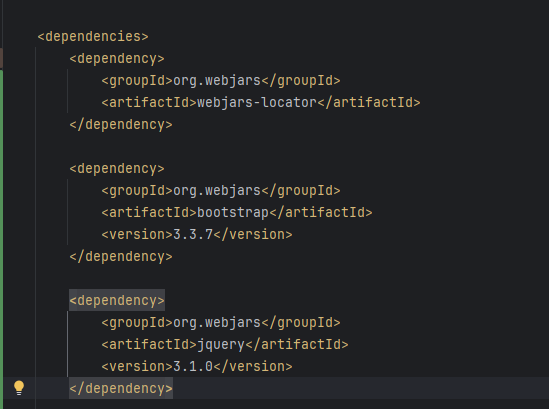 <dependencies>
<dependency>
<groupId>org.webjars</groupId>
<artifactId>webjars-locator</artifactId>
</dependency>
<dependency>
<groupId>org.webjars</groupId>
<artifactId>bootstrap</artifactId>
<version>3.3.7</version>
</dependency>
<dependency>
<groupId>org.webjars</groupId>
<artifactId>jquery</artifactId>
<version>3.1.0</version>
</dependency>